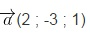 a⃗ (2 ; -3 ; 1)